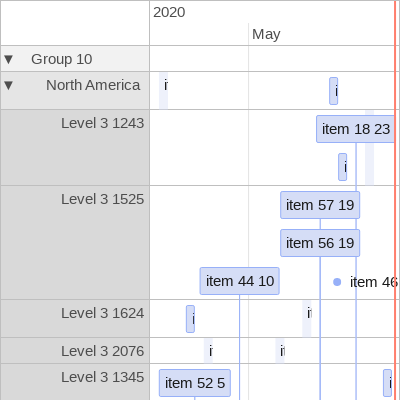 2020
May
▼ Group 10
▼ North America i i
Level 3 1243 item 18 23
i
Level 3 1525 item 57 19
item 56 19
item 44 10 item 46
Level 3 1624 i i
Level 3 2076 i i
Level 3 1345 item 52 5 i